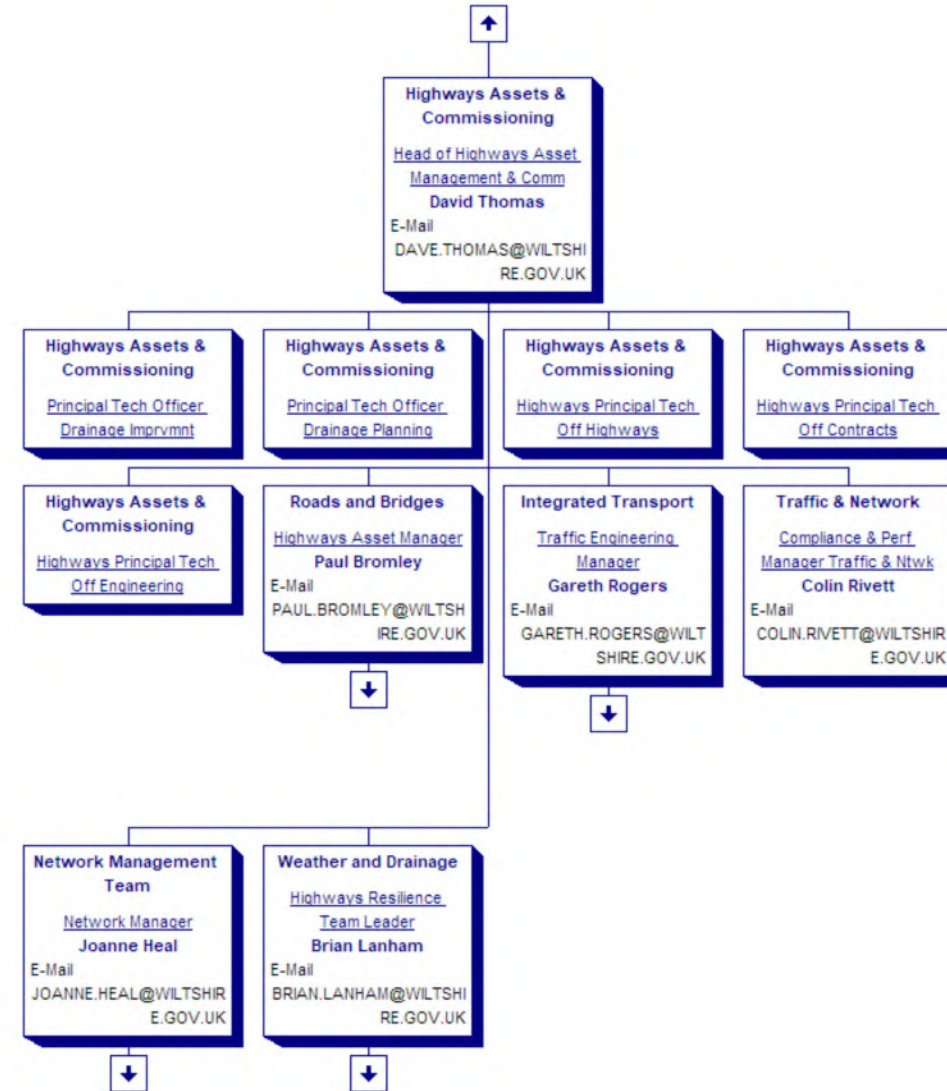 Highways Assets &
Commissioning
Head of Highways Asset
Management & Comm
David Thomas
E-Mail
DAVE.THOMAS@WILTSHI
RE.GOV.UK
Highways Assets &
Commissioning
Principal Tech Officer
Drainage Imprvmnt
Highways Assets &
Commissioning
Principal Tech Officer
Drainage Planning
Highways Assets &
Commissioning
Highways Principal Tech
Off Highways
Highways Assets &
Commissioning
Highways Principal Tech
Off Contracts
Highways Assets &
Commissioning
Highways Principal Tech
Off Engineering
Roads and Bridges
Highways Asset Manager
Paul Bromley
E-Mail
PAUL.BROMLEY@WILTSH
IRE.GOV.UK
Integrated Transport
Traffic Engineering
Manager
Gareth Rogers
E-Mail
GARETH.ROGERS@WILT
SHIRE.GOV.UK
Traffic & Network
Compliance & Perf
Manager Traffic & Ntwk
Colin Rivett
E-Mail
COLIN.RIVETT@WILTSHIR
E.GOV.UK
Network Management
Team
Network Manager
Joanne Heal
E-Mail
JOANNE.HEAL@WILTSHIR
E.GOV.UK
Weather and Drainage
Highways Resilience
Team Leader
Brian Lanham
E-Mail
BRIAN.LANHAM@WILTSHI
RE.GOV.UK